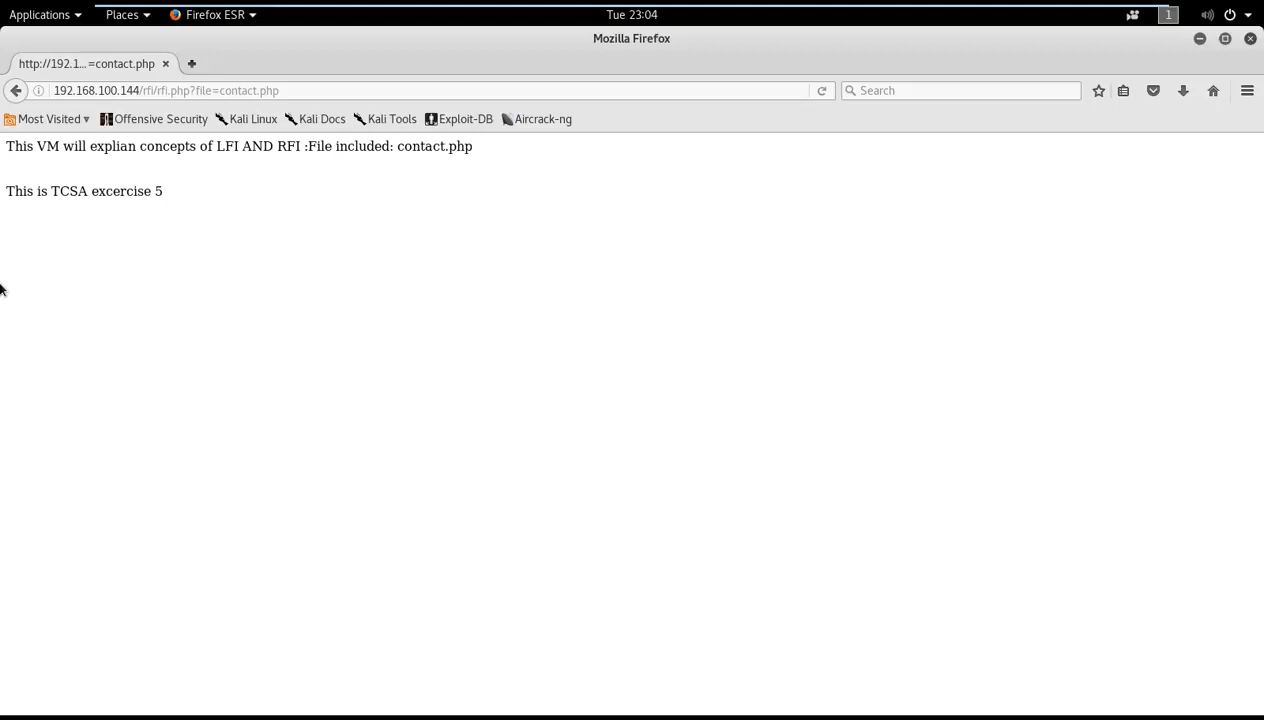 Applications Places Firefox ESR Tue 23:04 1
Mozilla Firefox
http://192.1... =contact.php
192.168.100.144/rfi/rfi.php?file=contact.php Search
Most Visited Offensive Security Kali Linux Kali Docs Kali Tools Exploit-DB Aircrack-ng
This VM will explian concepts of LFI AND RFI :File included: contact.php
This is TCSA excercise 5